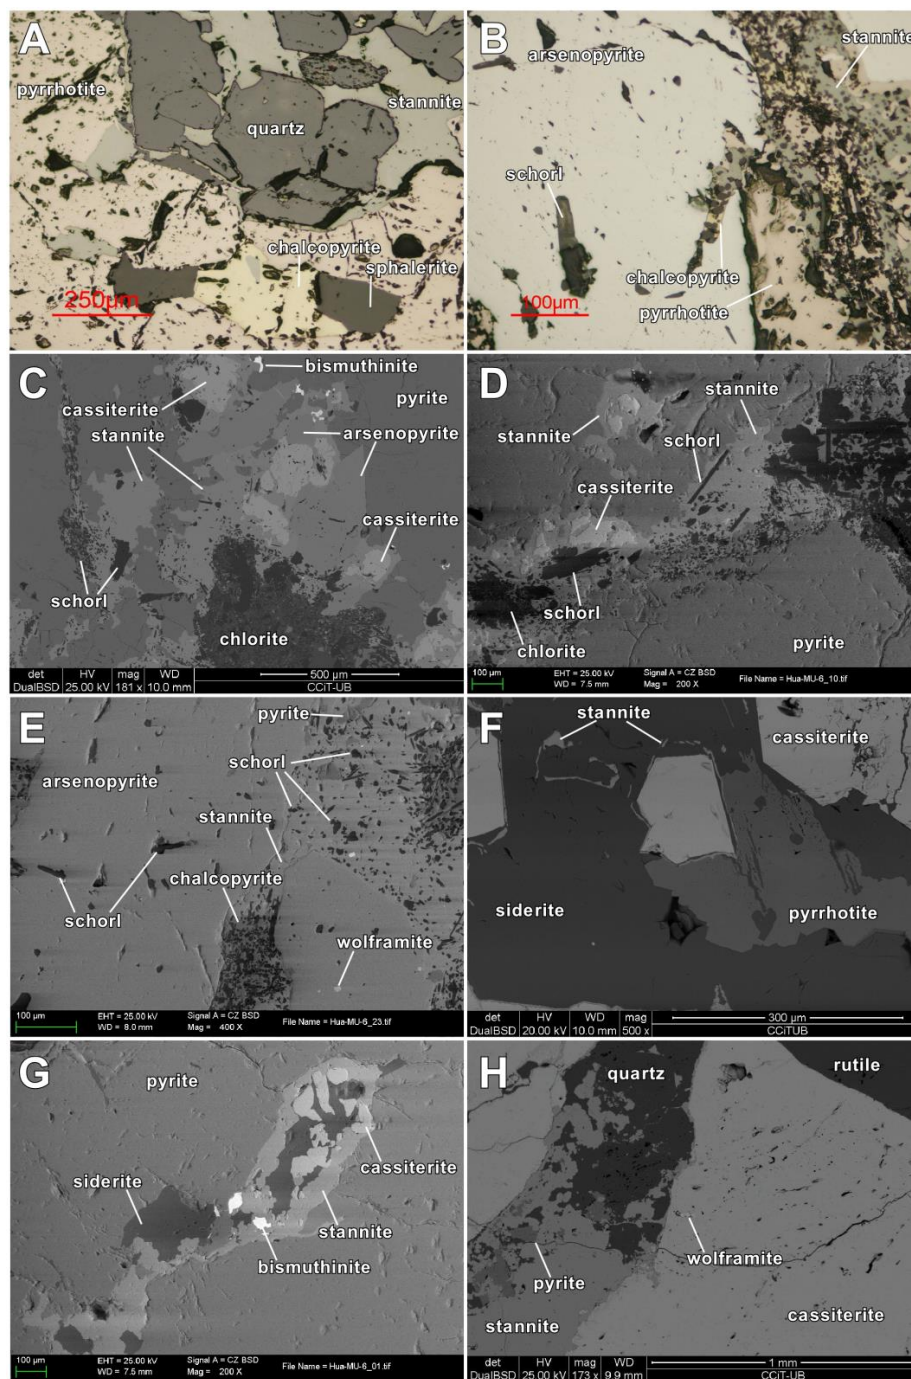 A
pyrrhotite
stannite
quartz
chalcopyrite
sphalerite
250µm
B
arsenopyrite
stannite
schorl
chalcopyrite
pyrrhotite
100µm
C
bismuthinite
cassiterite
pyrite
stannite
arsenopyrite
cassiterite
schorl
chlorite
det HV mag WD 500 µm
DualBSD 25.00 kV 181 x 10.0 mm CCiT-UB
D
stannite
stannite
schorl
cassiterite
schorl
chlorite
pyrite
100 µm EHT = 25.00 kV Signal A = CZ BSD
WD = 7.5 mm Mag = 200 X File Name = Hua-MU-6_10.tif
E
pyrite
arsenopyrite
schorl
stannite
chalcopyrite
schorl
wolframite
100 µm EHT = 25.00 kV Signal A = CZ BSD
WD = 8.0 mm Mag = 400 X File Name = Hua-MU-6_23.tif
F
stannite
cassiterite
siderite
pyrrhotite
det HV WD mag 300 µm
DualBSD 20.00 kV 10.0 mm 500 x CCiTUB
G
pyrite
cassiterite
siderite
stannite
bismuthinite
100 µm EHT = 25.00 kV Signal A = CZ BSD
WD = 7.5 mm Mag = 200 X File Name = Hua-MU-6_01.tif
H
quartz
rutile
wolframite
pyrite
cassiterite
stannite
det HV mag WD 1 mm
DualBSD 25.00 kV 173 x 9.9 mm CCiT-UB